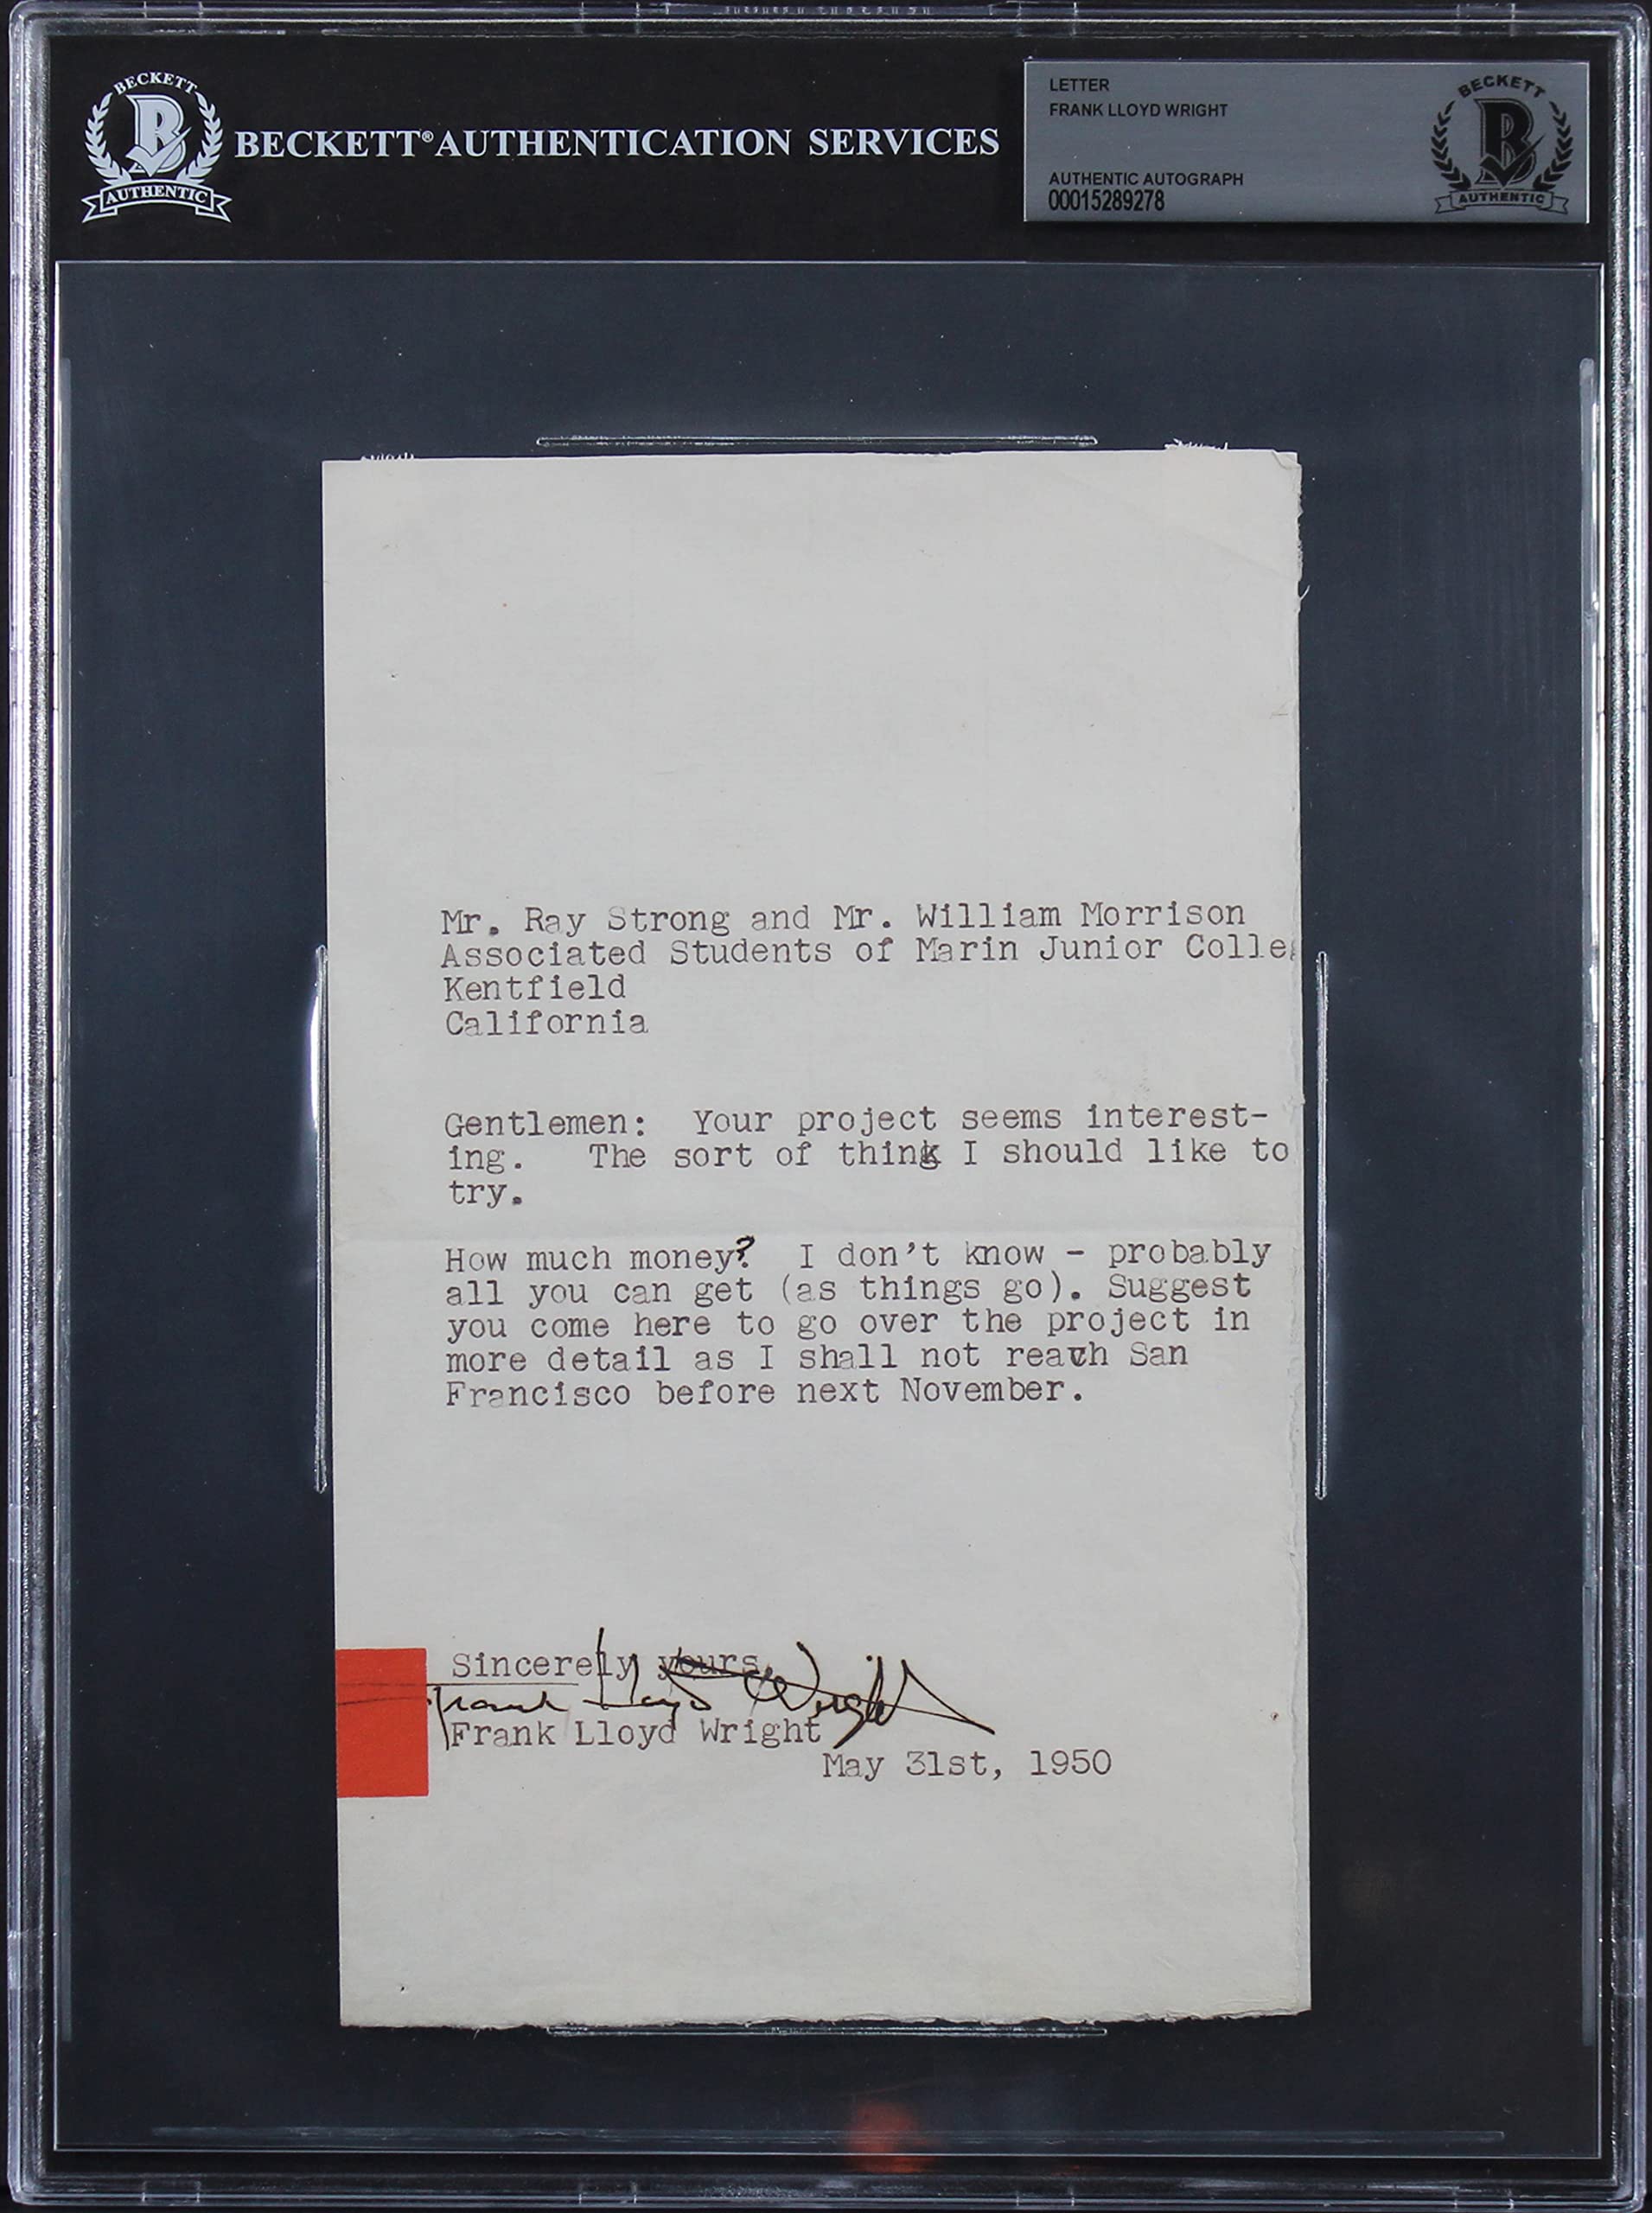 BECKETT
B
AUTHENTIC
BECKETT® AUTHENTICATION SERVICES
LETTER
FRANK LLOYD WRIGHT
AUTHENTIC AUTOGRAPH
00015289278
BECKETT
B
AUTHENTIC
Mr. Ray Strong and Mr. William Morrison
Associated Students of Marin Junior Colle
Kentfield
California
Gentlemen: Your project seems interest-
ing. The sort of thing I should like to
try.
How much money? I don't know - probably
all you can get (as things go). Suggest
you come here to go over the project in
more detail as I shall not reach San
Francisco before next November.
Sincerely yours,
Frank Lloyd Wright
Frank Lloyd Wright
May 31st, 1950